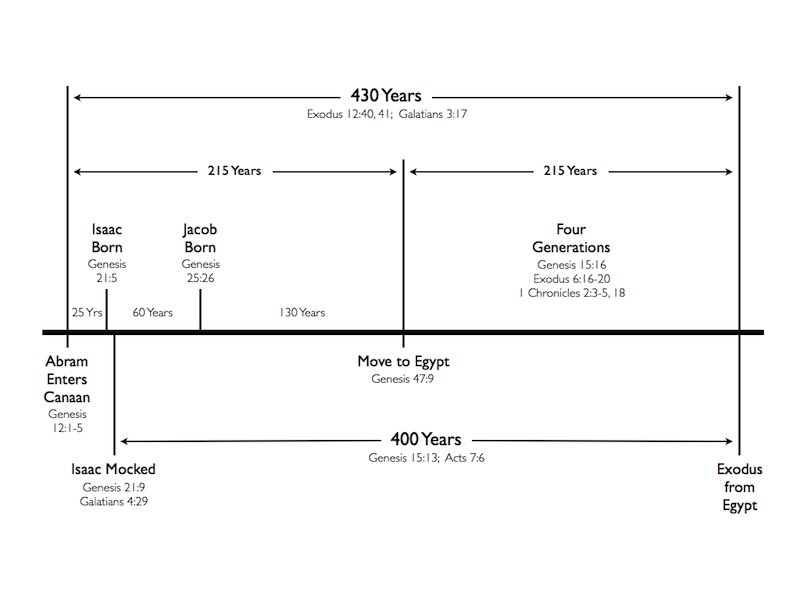 430 Years
Exodus 12:40, 41; Galatians 3:17
215 Years
215 Years
Isaac
Born
Genesis
21:5
Jacob
Born
Genesis
25:26
Four
Generations
Genesis 15:16
Exodus 6:16-20
1 Chronicles 2:3-5, 18
25 Yrs
60 Years
130 Years
Abram
Enters
Canaan
Genesis
12:1-5
Move to Egypt
Genesis 47:9
400 Years
Genesis 15:13; Acts 7:6
Isaac Mocked
Genesis 21:9
Galatians 4:29
Exodus
from
Egypt